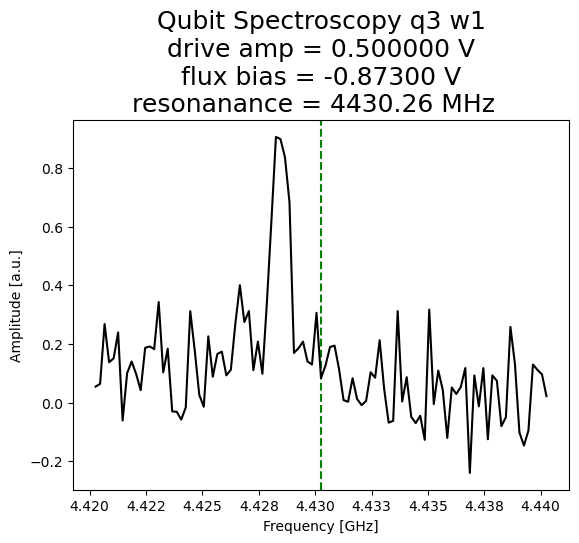 Qubit Spectroscopy q3 w1
drive amp = 0.500000 V
flux bias = -0.87300 V
resonanance = 4430.26 MHz
0.8
0.6
0.4
0.2
0.0
−0.2
Amplitude [a.u.]
4.420 4.422 4.425 4.428 4.430 4.433 4.435 4.438 4.440
Frequency [GHz]